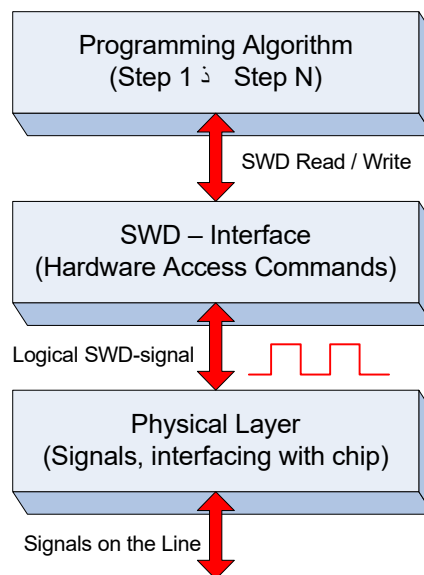 Programming Algorithm
(Step 1 ذ Step N)
SWD Read / Write
SWD – Interface
(Hardware Access Commands)
Logical SWD-signal
Physical Layer
(Signals, interfacing with chip)
Signals on the Line